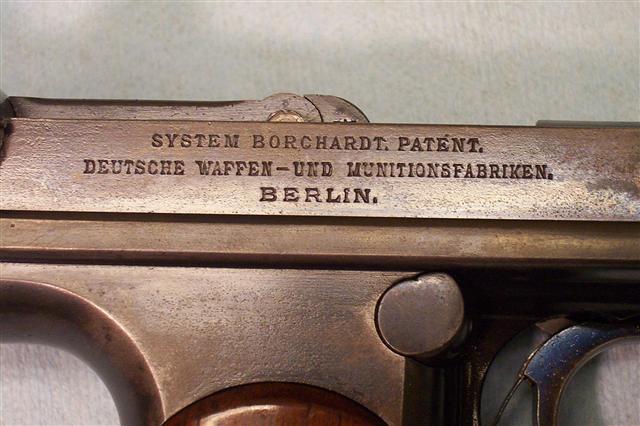 SYSTEM BORCHARDT. PATENT.
DEUTSCHE WAFFEN-UND MUNITIONSFABRIKEN.
BERLIN.